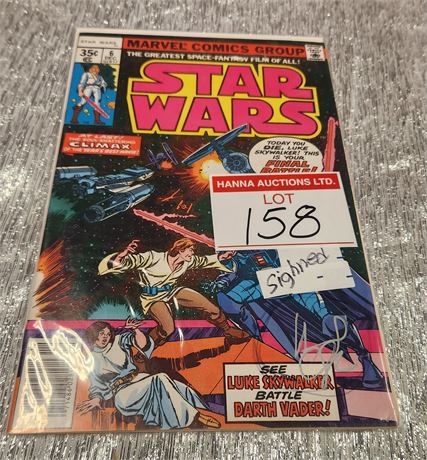 STAR WARS
MARVEL COMICS GROUP
35¢
6
DEC
THE GREATEST SPACE-FANTASY FILM OF ALL!
STAR
WARS
AT LAST!
CLIMAX
TODAY YOU
DIE, LUKE
SKYWALKER! THIS
IS YOUR
FINAL
BATTLE!
HANNA AUCTIONS LTD.
LOT
158
Sighned
SEE
LUKE SKYWALKER
BATTLE
DARTH VADER!